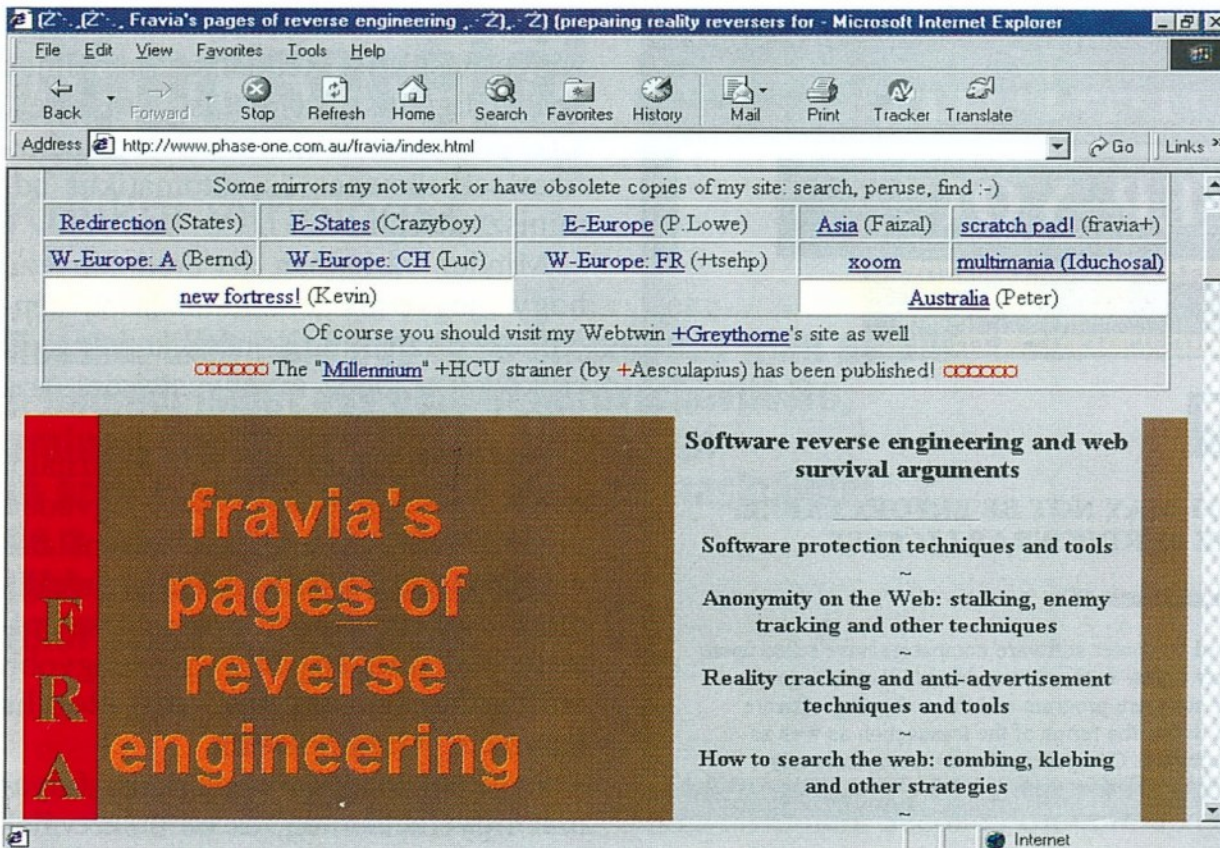 Fravia's pages of reverse engineering (preparing reality reversers for - Microsoft Internet Explorer
File Edit View Favorites Tools Help
Back Forward Stop Refresh Home Search Favorites History Mail Print Tracker Translate
Address http://www.phase-one.com.au/fravia/index.html Go Links »
Some mirrors my not work or have obsolete copies of my site: search, peruse, find :-)
Redirection (States) E-States (Crazyboy) E-Europe (P.Lowe) Asia (Faizal) scratch pad! (fravia+)
W-Europe: A (Bernd) W-Europe: CH (Luc) W-Europe: FR (+tsehp) xoom multimania (Iduchosal)
new fortress! (Kevin) Australia (Peter)
Of course you should visit my Webtwin +Greythorne's site as well
The "Millennium" +HCU strainer (by +Aesculapius) has been published!
F
R
A
fravia's
pages of
reverse
engineering
Software reverse engineering and web
survival arguments
Software protection techniques and tools
~
Anonymity on the Web: stalking, enemy
tracking and other techniques
~
Reality cracking and anti-advertisement
techniques and tools
~
How to search the web: combing, klebing
and other strategies
~
Internet